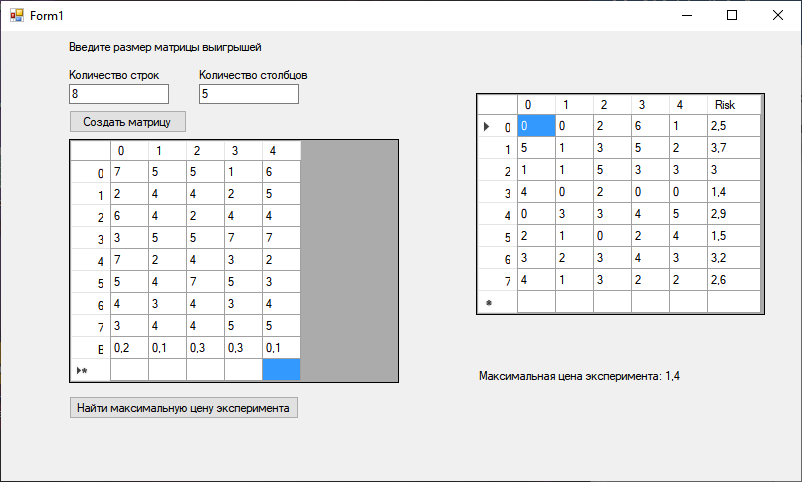 Form1
Введите размер матрицы выигрышей
Количество строк Количество столбцов
8 5
Создать матрицу
0 1 2 3 4
0 7 5 5 1 6
1 2 4 4 2 5
2 6 4 2 4 4
3 3 5 5 7 7
4 7 2 4 3 2
5 5 4 7 5 3
6 4 3 4 3 4
7 3 4 4 5 5
В 0,2 0,1 0,3 0,3 0,1
Найти максимальную цену эксперимента
0 1 2 3 4 Risk
0 0 0 2 6 1 2,5
1 5 1 3 5 2 3,7
2 1 1 5 3 3 3
3 4 0 2 0 0 1,4
4 0 3 3 4 5 2,9
5 2 1 0 2 4 1,5
6 3 2 3 4 3 3,2
7 4 1 3 2 2 2,6
Максимальная цена эксперимента: 1,4